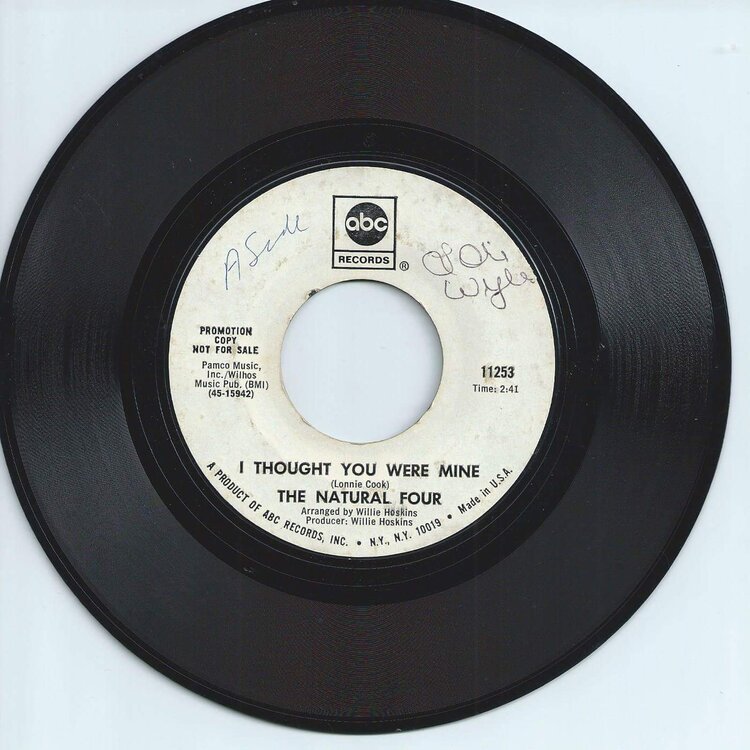 abc
RECORDS
®
A Side
PROMOTION
COPY
NOT FOR SALE
Pamco Music,
Inc./Wilhos
Music Pub. (BMI)
(45-15942)
11253
Time: 2:41
I THOUGHT YOU WERE MINE
(Lonnie Cook)
THE NATURAL FOUR
Arranged by Willie Hoskins
Producer: Willie Hoskins
A PRODUCT OF ABC RECORDS, INC. • N.Y., N.Y. 10019 • Made in U.S.A.